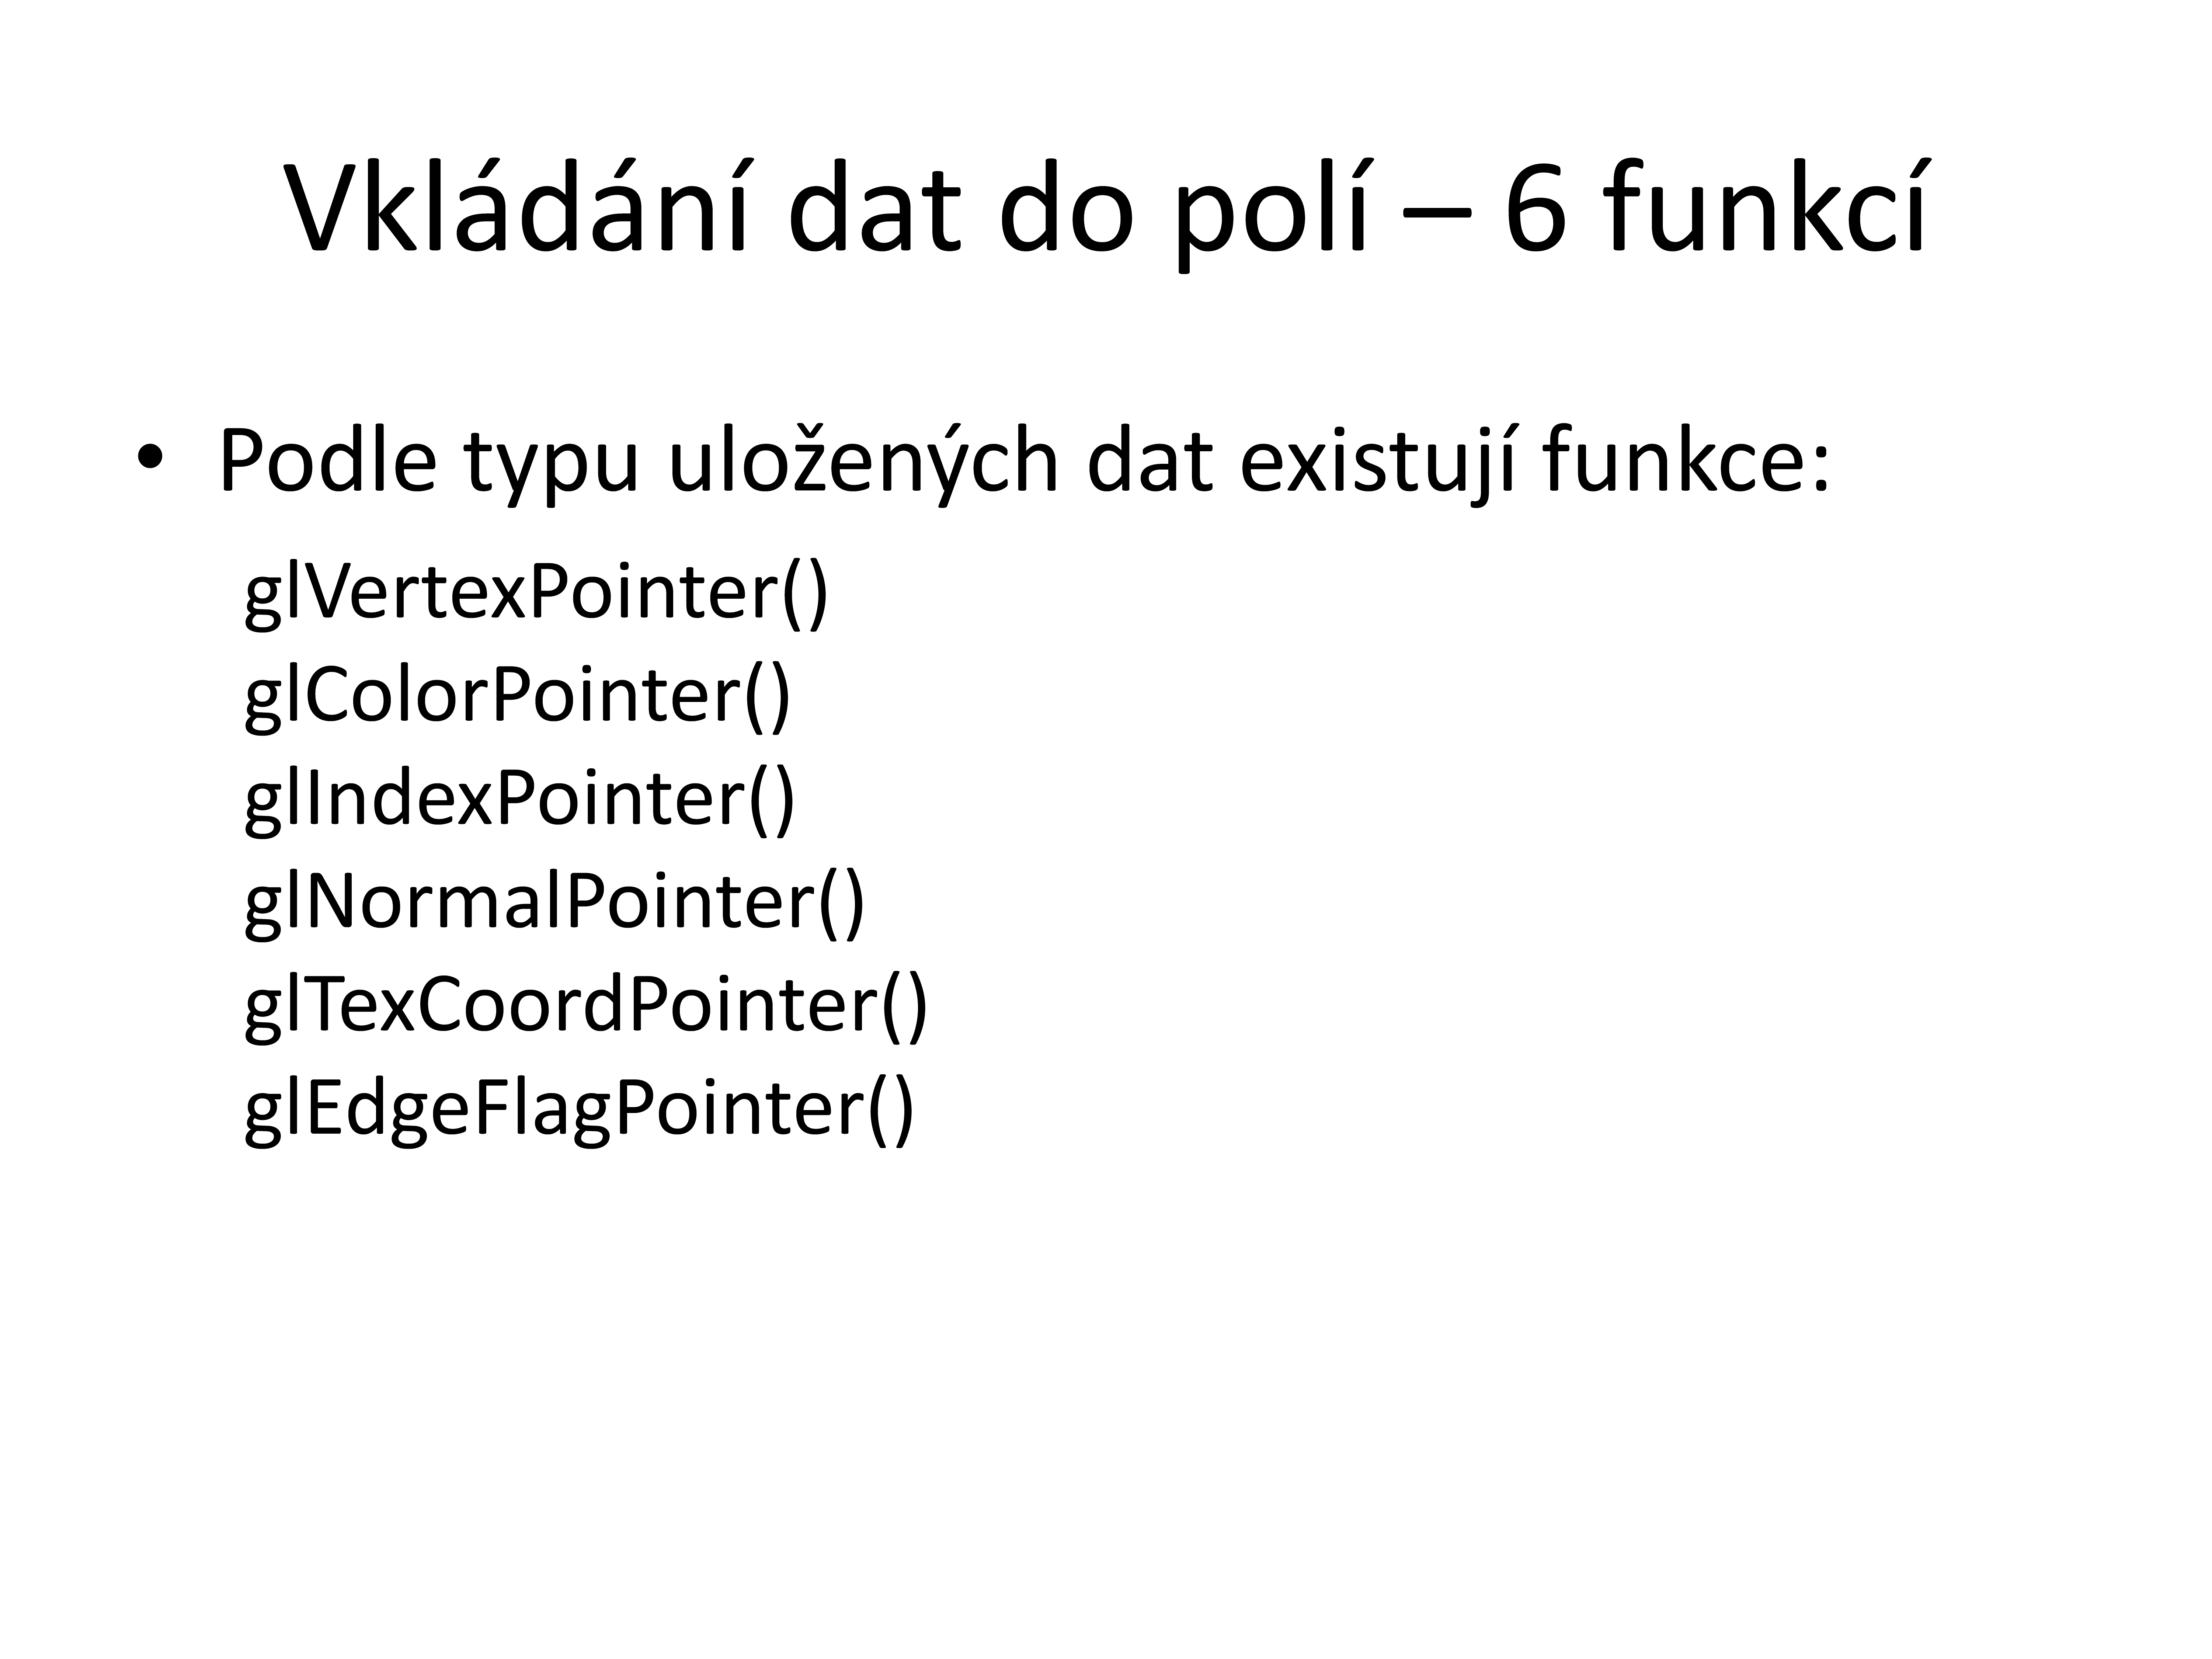 Vkládání dat do polí – 6 funkcí
• Podle typu uložených dat existují funkce:
glVertexPointer()
glColorPointer()
glIndexPointer()
glNormalPointer()
glTexCoordPointer()
glEdgeFlagPointer()